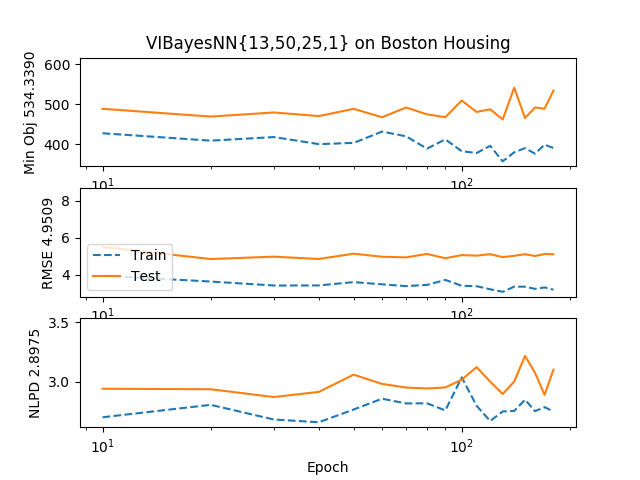 VIBayesNN{13,50,25,1} on Boston Housing
Min Obj 534.3390
600
500
400
10¹
10²
RMSE 4.9509
8
6
4
Train
Test
10¹
10²
NLPD 2.8975
3.5
3.0
10¹
10²
Epoch